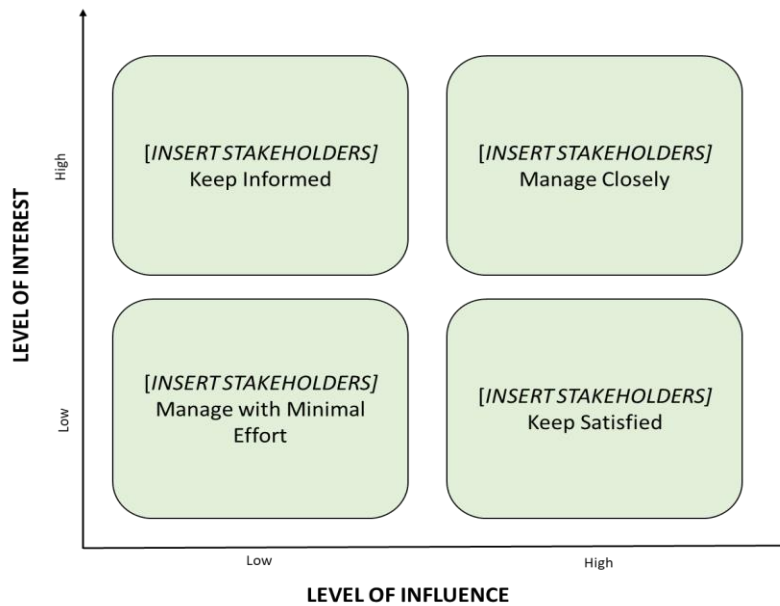 [INSERT STAKEHOLDERS]
Keep Informed
[INSERT STAKEHOLDERS]
Manage Closely
High
LEVEL OF INTEREST
[INSERT STAKEHOLDERS]
Manage with Minimal
Effort
[INSERT STAKEHOLDERS]
Keep Satisfied
Low
Low
High
LEVEL OF INFLUENCE